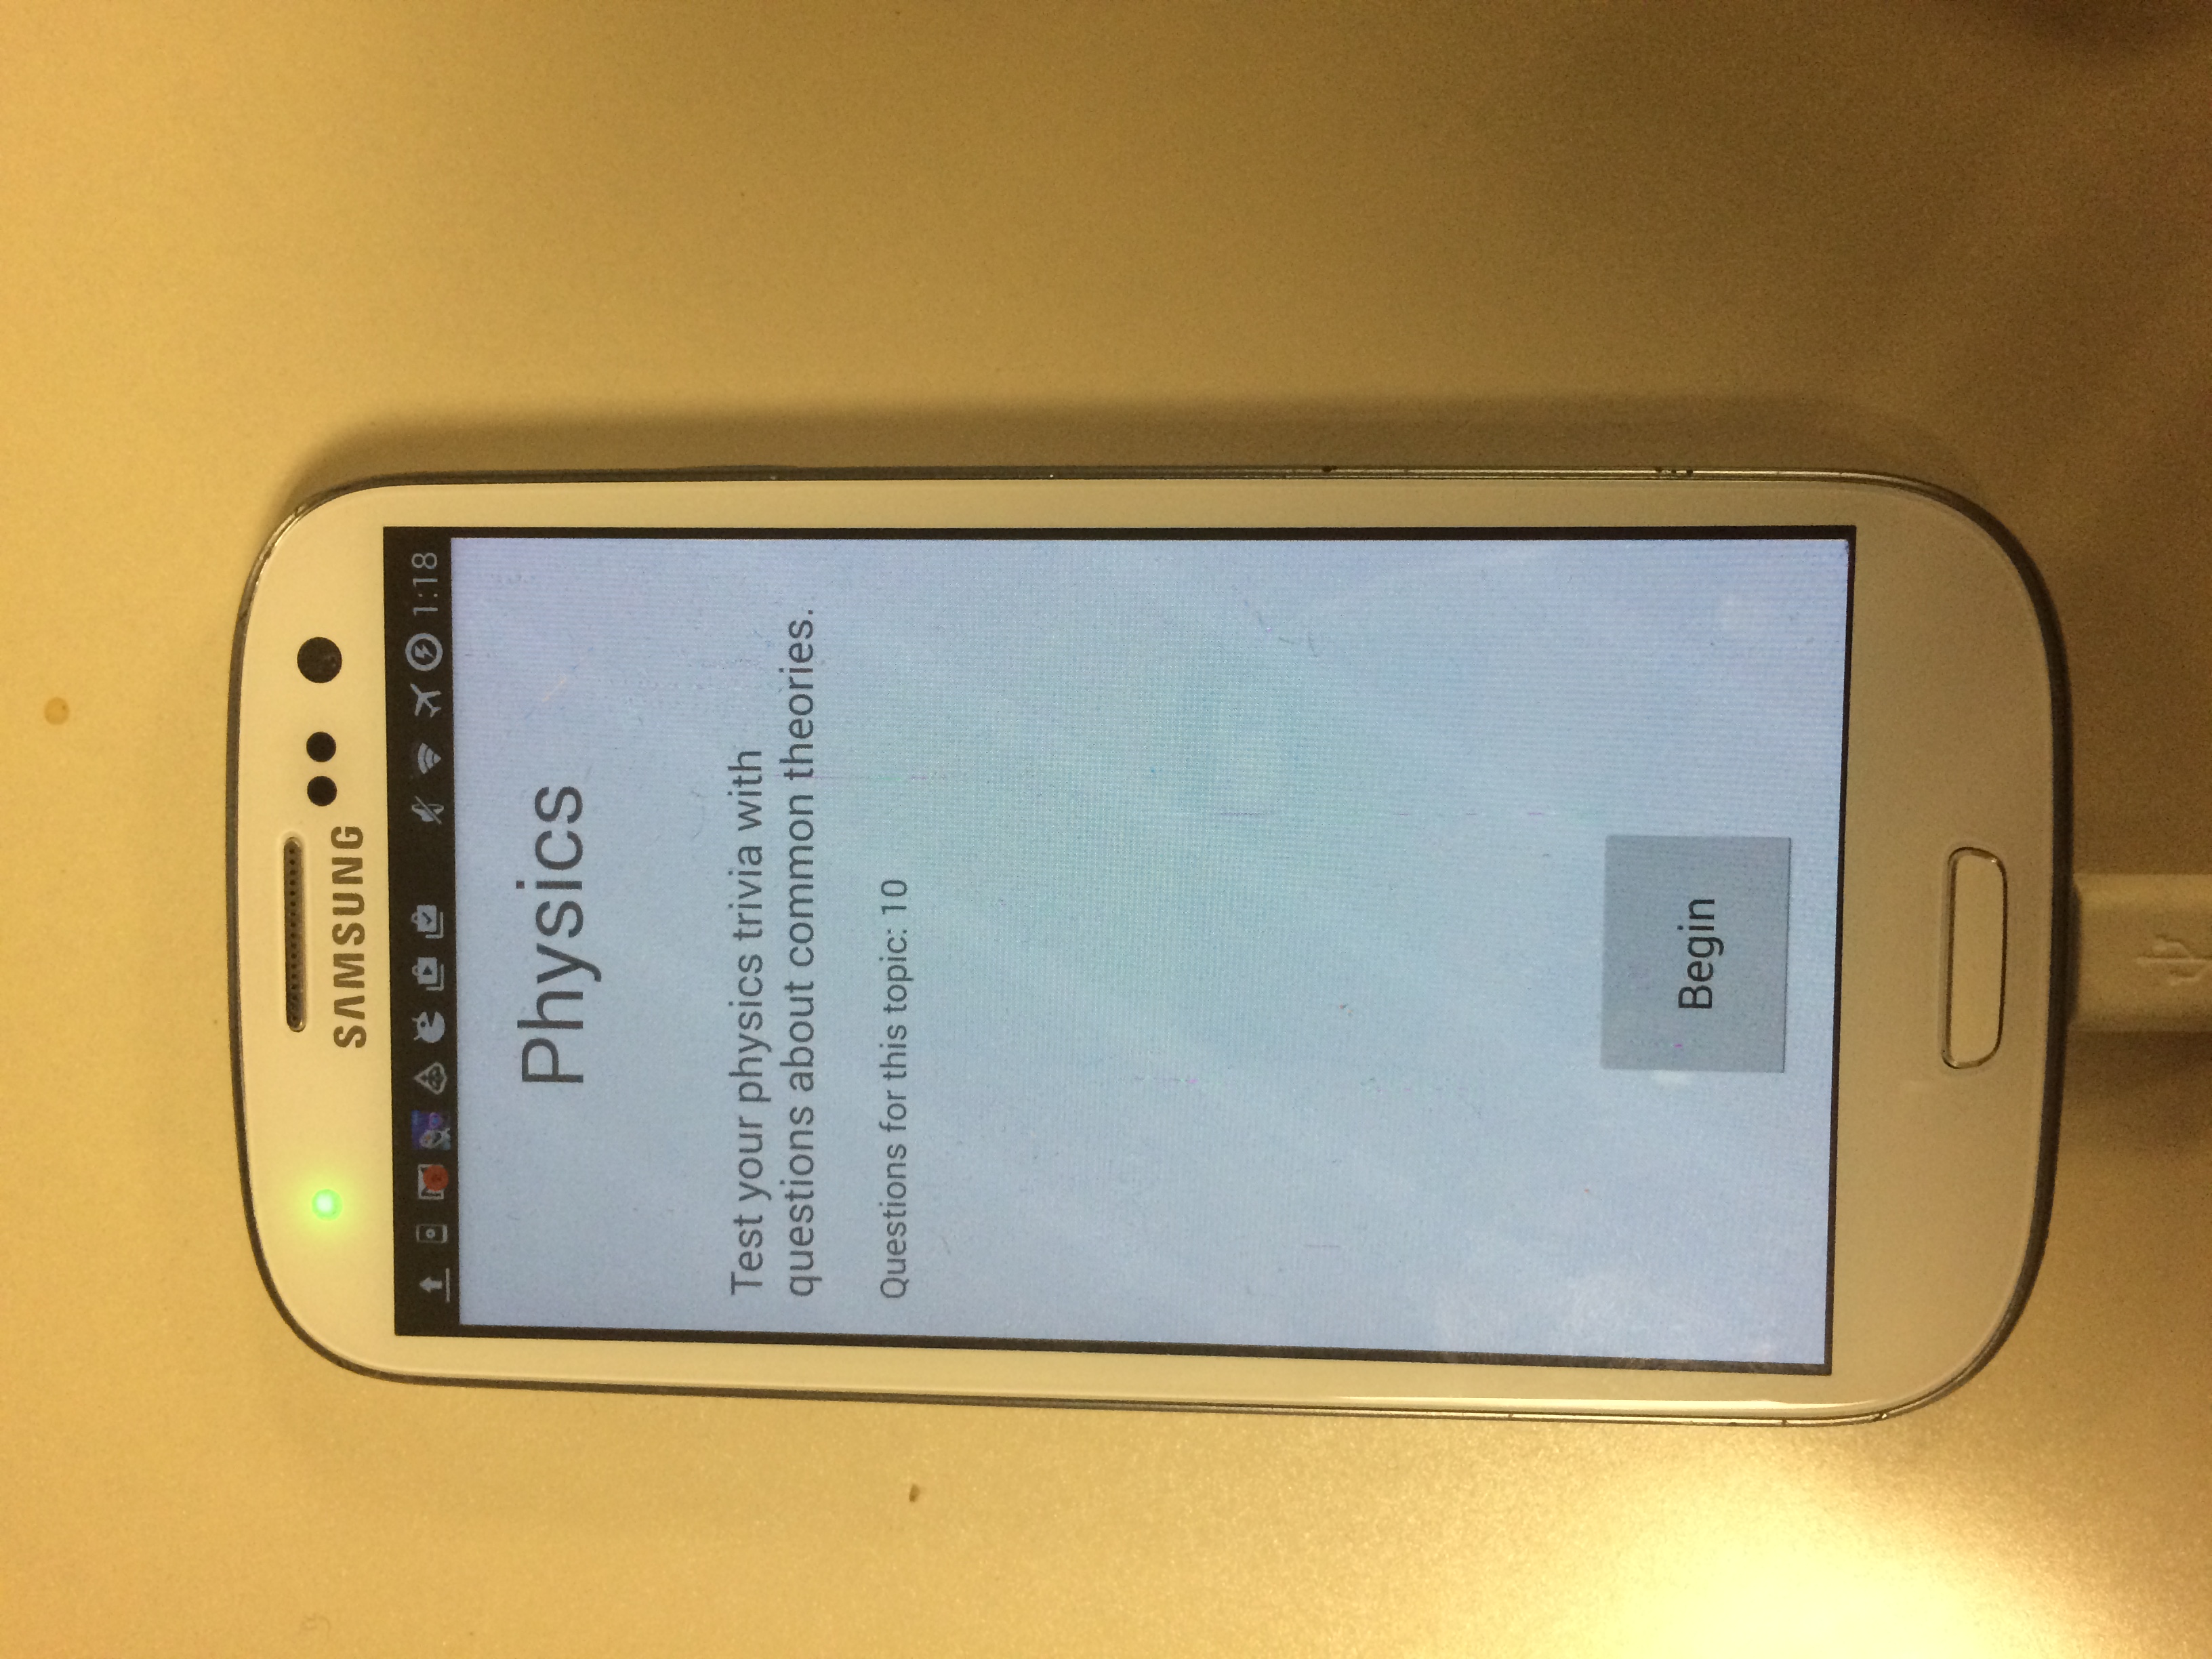 SAMSUNG
1:18
Physics
Test your physics trivia with
questions about common theories.
Questions for this topic: 10
Begin